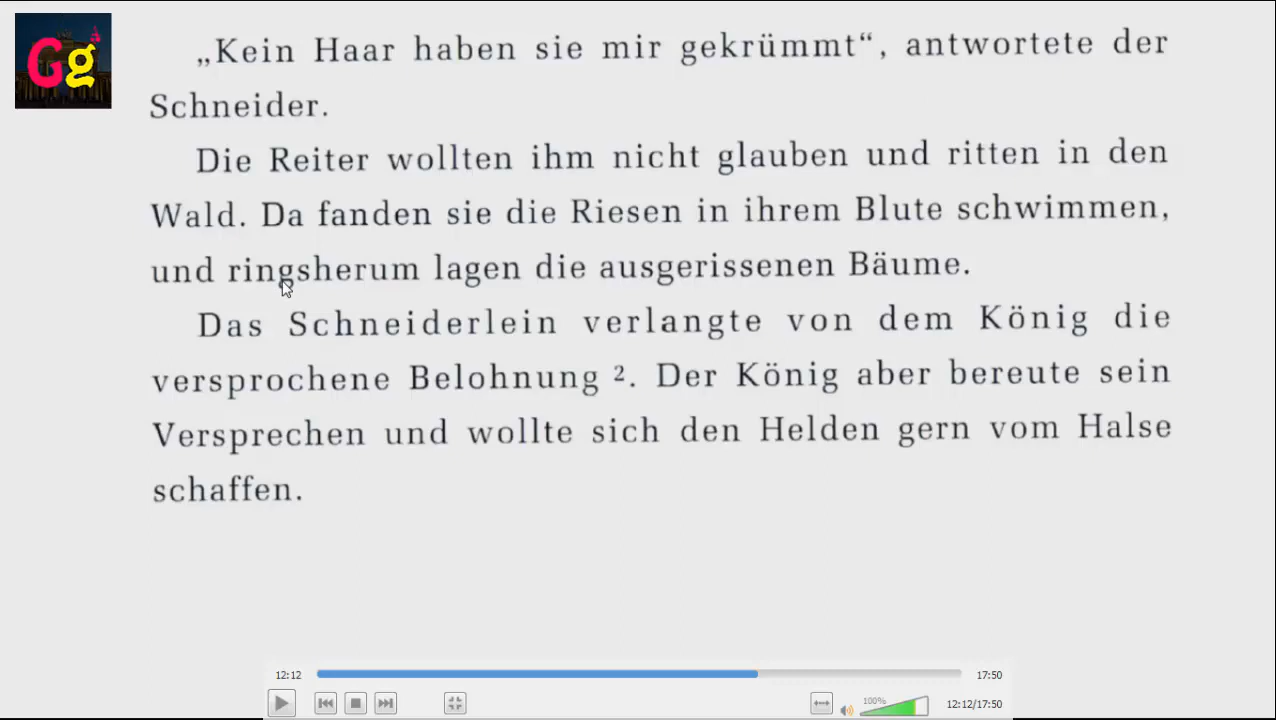 Gg
„Kein Haar haben sie mir gekrümmt“, antwortete der
Schneider.
Die Reiter wollten ihm nicht glauben und ritten in den
Wald. Da fanden sie die Riesen in ihrem Blute schwimmen,
und ringsherum lagen die ausgerissenen Bäume.
Das Schneiderlein verlangte von dem König die
versprochene Belohnung ². Der König aber bereute sein
Versprechen und wollte sich den Helden gern vom Halse
schaffen.
12:12 17:50
100% 12:12/17:50